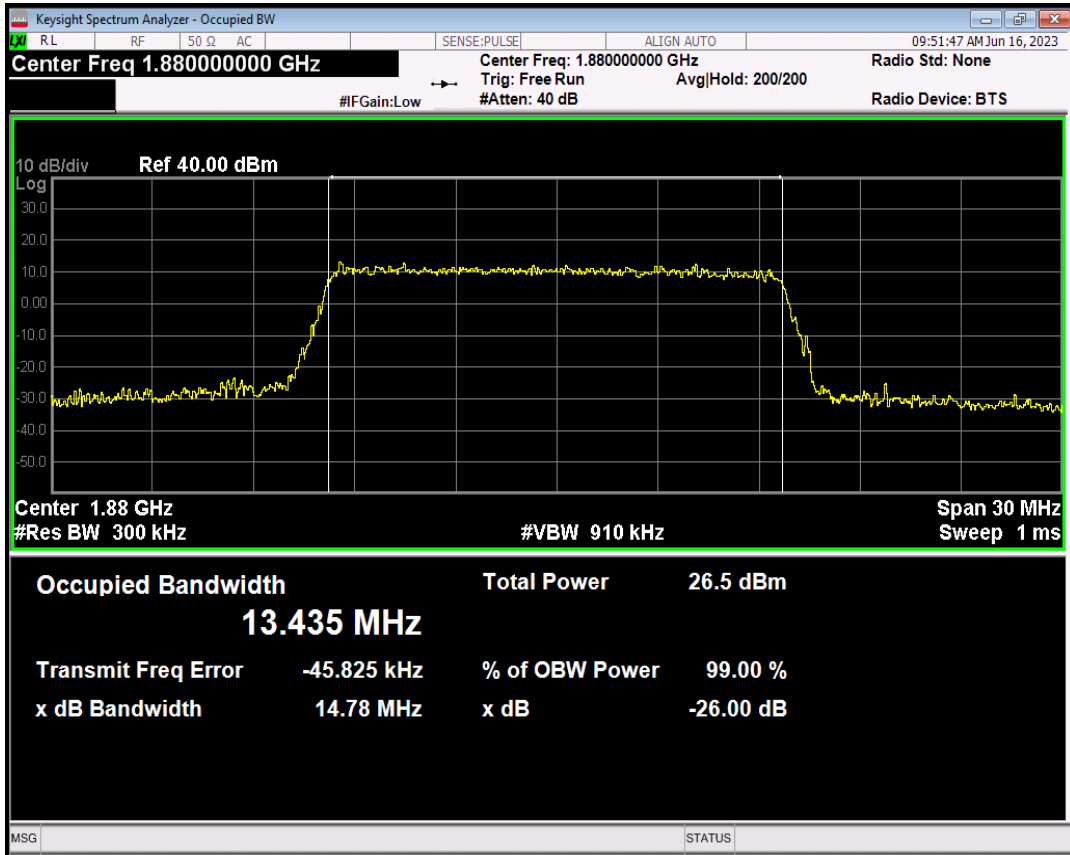 Keysight Spectrum Analyzer - Occupied BW
LXI RL RF 50 Ω AC SENSE:PULSE ALIGN AUTO 09:51:47 AM Jun 16, 2023
Center Freq 1.880000000 GHz Center Freq: 1.880000000 GHz Radio Std: None
Trig: Free Run Avg|Hold: 200/200
#IFGain:Low #Atten: 40 dB Radio Device: BTS
10 dB/div Ref 40.00 dBm
Log
30.0
20.0
10.0
0.00
-10.0
-20.0
-30.0
-40.0
-50.0
Center 1.88 GHz Span 30 MHz
#Res BW 300 kHz #VBW 910 kHz Sweep 1 ms
Occupied Bandwidth Total Power 26.5 dBm
13.435 MHz
Transmit Freq Error -45.825 kHz % of OBW Power 99.00 %
x dB Bandwidth 14.78 MHz x dB -26.00 dB
MSG STATUS